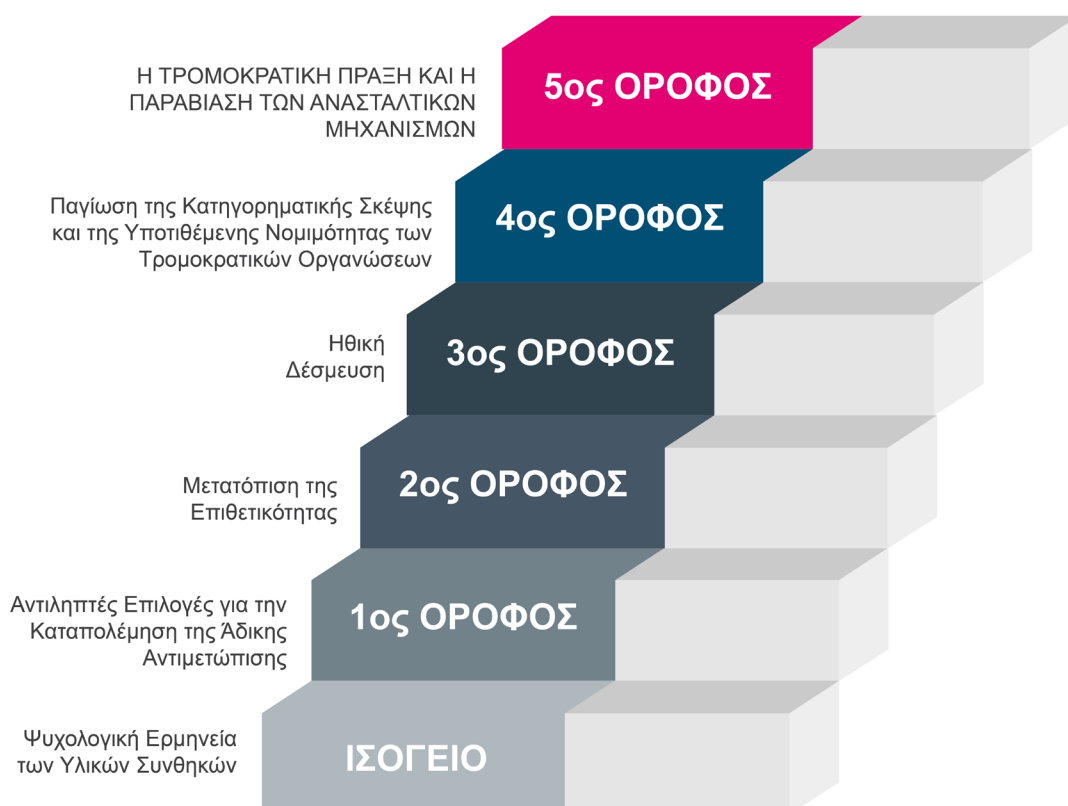 Η ΤΡΟΜΟΚΡΑΤΙΚΗ ΠΡΑΞΗ ΚΑΙ Η
ΠΑΡΑΒΙΑΣΗ ΤΩΝ ΑΝΑΣΤΑΛΤΙΚΩΝ
ΜΗΧΑΝΙΣΜΩΝ
5ος ΟΡΟΦΟΣ
Παγίωση της Κατηγορηματικής Σκέψης
και της Υποτιθέμενης Νομιμότητας των
Τρομοκρατικών Οργανώσεων
4ος ΟΡΟΦΟΣ
Ηθική
Δέσμευση
3ος ΟΡΟΦΟΣ
Μετατόπιση της
Επιθετικότητας
2ος ΟΡΟΦΟΣ
Αντιληπτές Επιλογές για την
Καταπολέμηση της Άδικης
Αντιμετώπισης
1ος ΟΡΟΦΟΣ
Ψυχολογική Ερμηνεία
των Υλικών Συνθηκών
ΙΣΟΓΕΙΟ